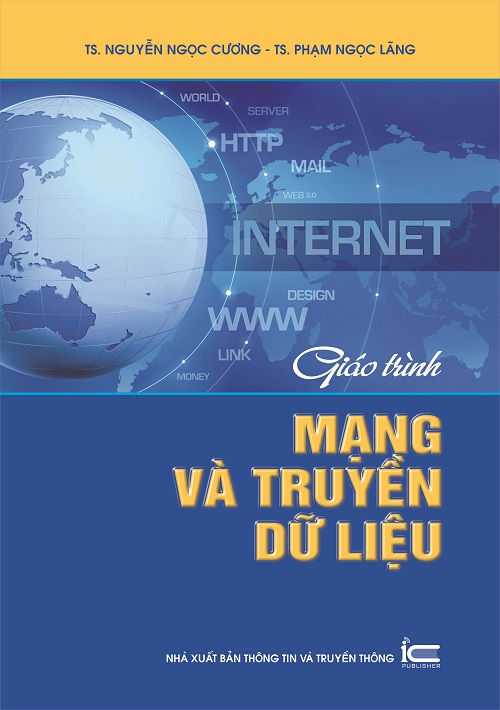 TS. NGUYỄN NGỌC CƯƠNG - TS. PHẠM NGỌC LÃNG
WORLD
SERVER
HTTP
MAIL
WEB 2.0
INTERNET
DESIGN
WWW
LINK
MONEY
Giáo trình
MẠNG
VÀ TRUYỀN
DỮ LIỆU
NHÀ XUẤT BẢN THÔNG TIN VÀ TRUYỀN THÔNG
ic
PUBLISHER